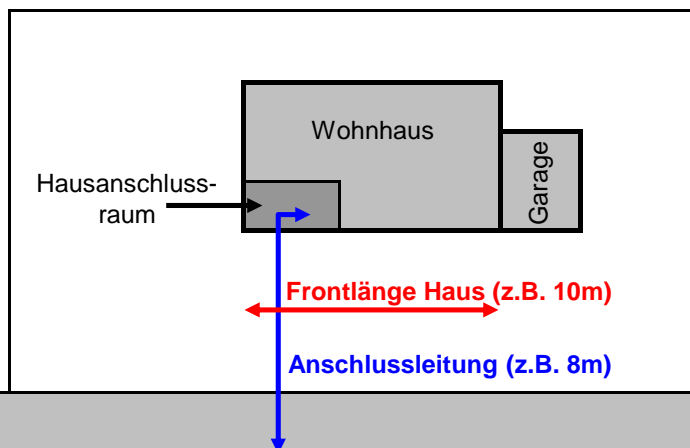 Wohnhaus
Garage
Hausanschluss-
raum
Frontlänge Haus (z.B. 10m)
Anschlussleitung (z.B. 8m)